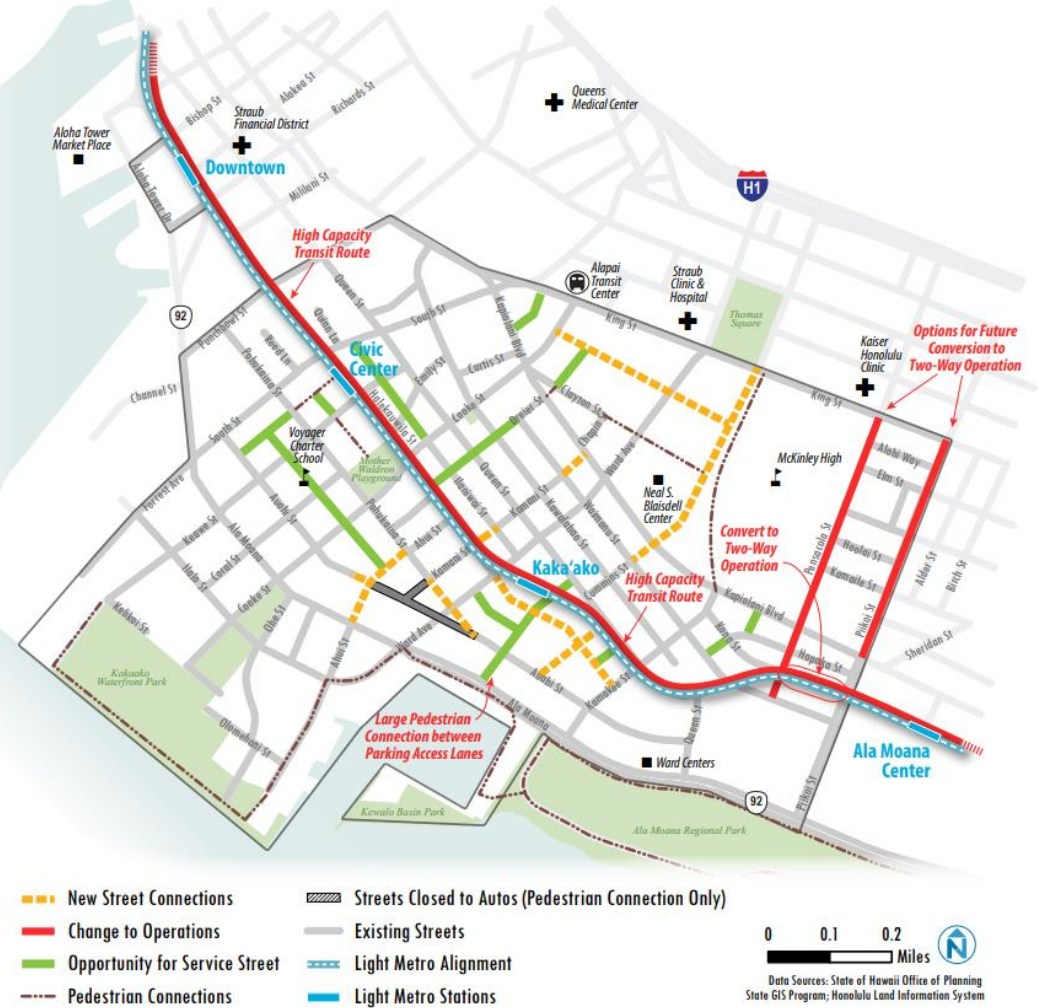 Bishop St
Alakea St
Richards St
Queens
Medical Center
Straub
Financial District
Aloha Tower
Market Place
Downtown
Aloha Tower Dr
Mililani St
H1
High Capacity
Transit Route
Alapai
Transit
Center
Straub
Clinic &
Hospital
Thomas
Square
92
Punchbowl St
Queen St
Quinn Ln
Reed Ln
South St
Kapiolani Blvd
King St
Options for Future
Conversion to
Two-Way Operation
Kaiser
Honolulu
Clinic
Civic
Center
Emily St
Curtis St
Pohukaina St
Channel St
Halekauwila St
Cooke St
Dreier St
Clayton St
Chapin St
King St
South St
Voyager
Charter
School
Mother
Waldron
Playground
Ward Ave
McKinley High
Alohi Way
Elm St
Queen St
Ilaniwai St
Neal S.
Blaisdell
Center
Forrest Ave
Auahi St
Pohukaina St
Kamani St
Kawaiahao St
Waimanu St
Convert to
Two-Way
Operation
Pensacola St
Keawe St
Ala Moana
Ahui St
Kamani St
Hoolai St
Kamaile St
Alder St
Birch St
Coral St
Kaka'ako
Cummins St
High Capacity
Transit Route
Kapiolani Blvd
Cooke St
Ohe St
Kelikoi St
Ward Ave
Kona St
Piikoi St
Sheridan St
Ahui St
Hopaka St
Kakaako
Waterfront Park
Auahi St
Kamakee St
Olomehani St
Large Pedestrian
Connection between
Parking Access Lanes
Ala Moana
Queen St
Ala Moana
Center
Ward Centers
Piikoi St
92
Kewalo Basin Park
Ala Moana Regional Park
New Street Connections
Streets Closed to Autos (Pedestrian Connection Only)
Change to Operations
Existing Streets
Opportunity for Service Street
Light Metro Alignment
Pedestrian Connections
Light Metro Stations
0 0.1 0.2
Miles
N
Data Sources: State of Hawaii Office of Planning
State GIS Program; Honolulu Land Information System